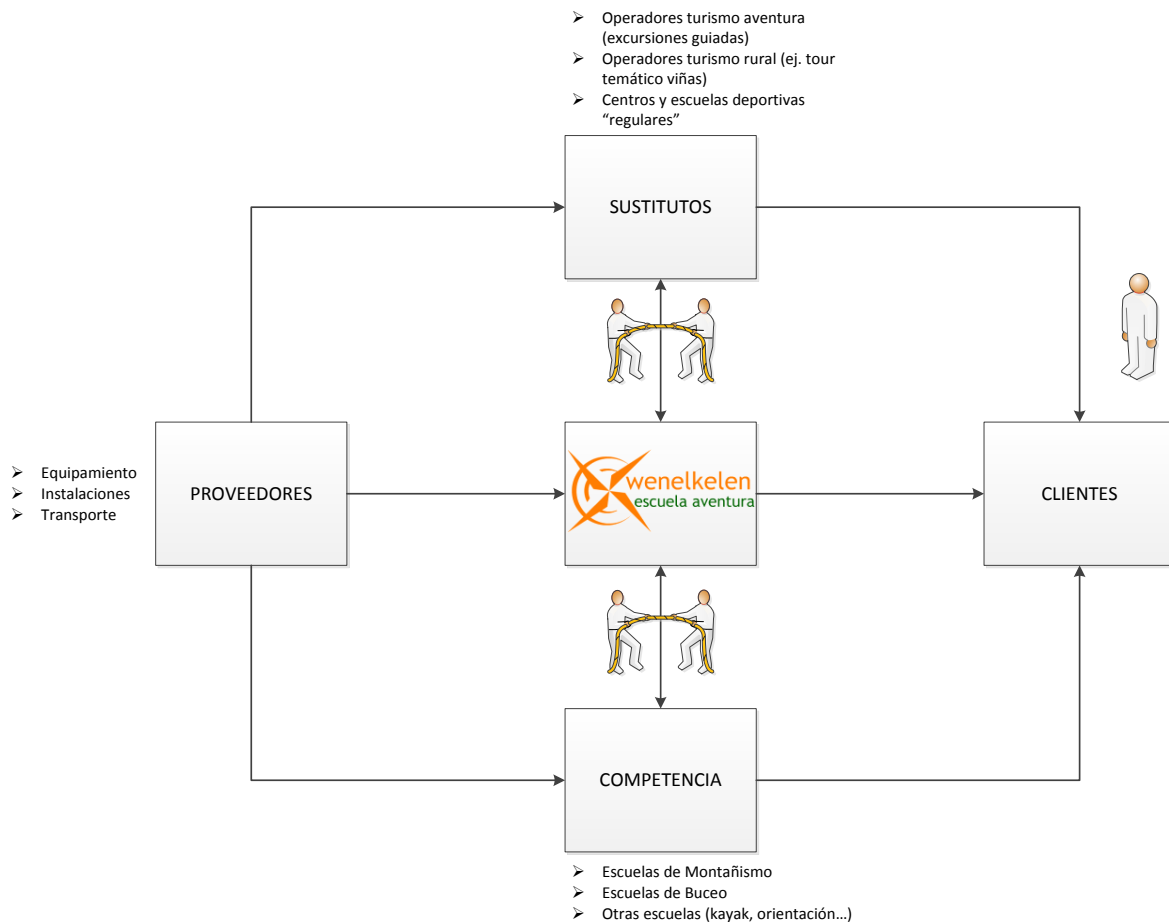 ➢ Operadores turismo aventura
(excursiones guiadas)
➢ Operadores turismo rural (ej. tour
temático viñas)
➢ Centros y escuelas deportivas
“regulares”
SUSTITUTOS
➢ Equipamiento
➢ Instalaciones
➢ Transporte
PROVEEDORES
wenelkelen
escuela aventura
CLIENTES
COMPETENCIA
➢ Escuelas de Montañismo
➢ Escuelas de Buceo
➢ Otras escuelas (kayak, orientación…)